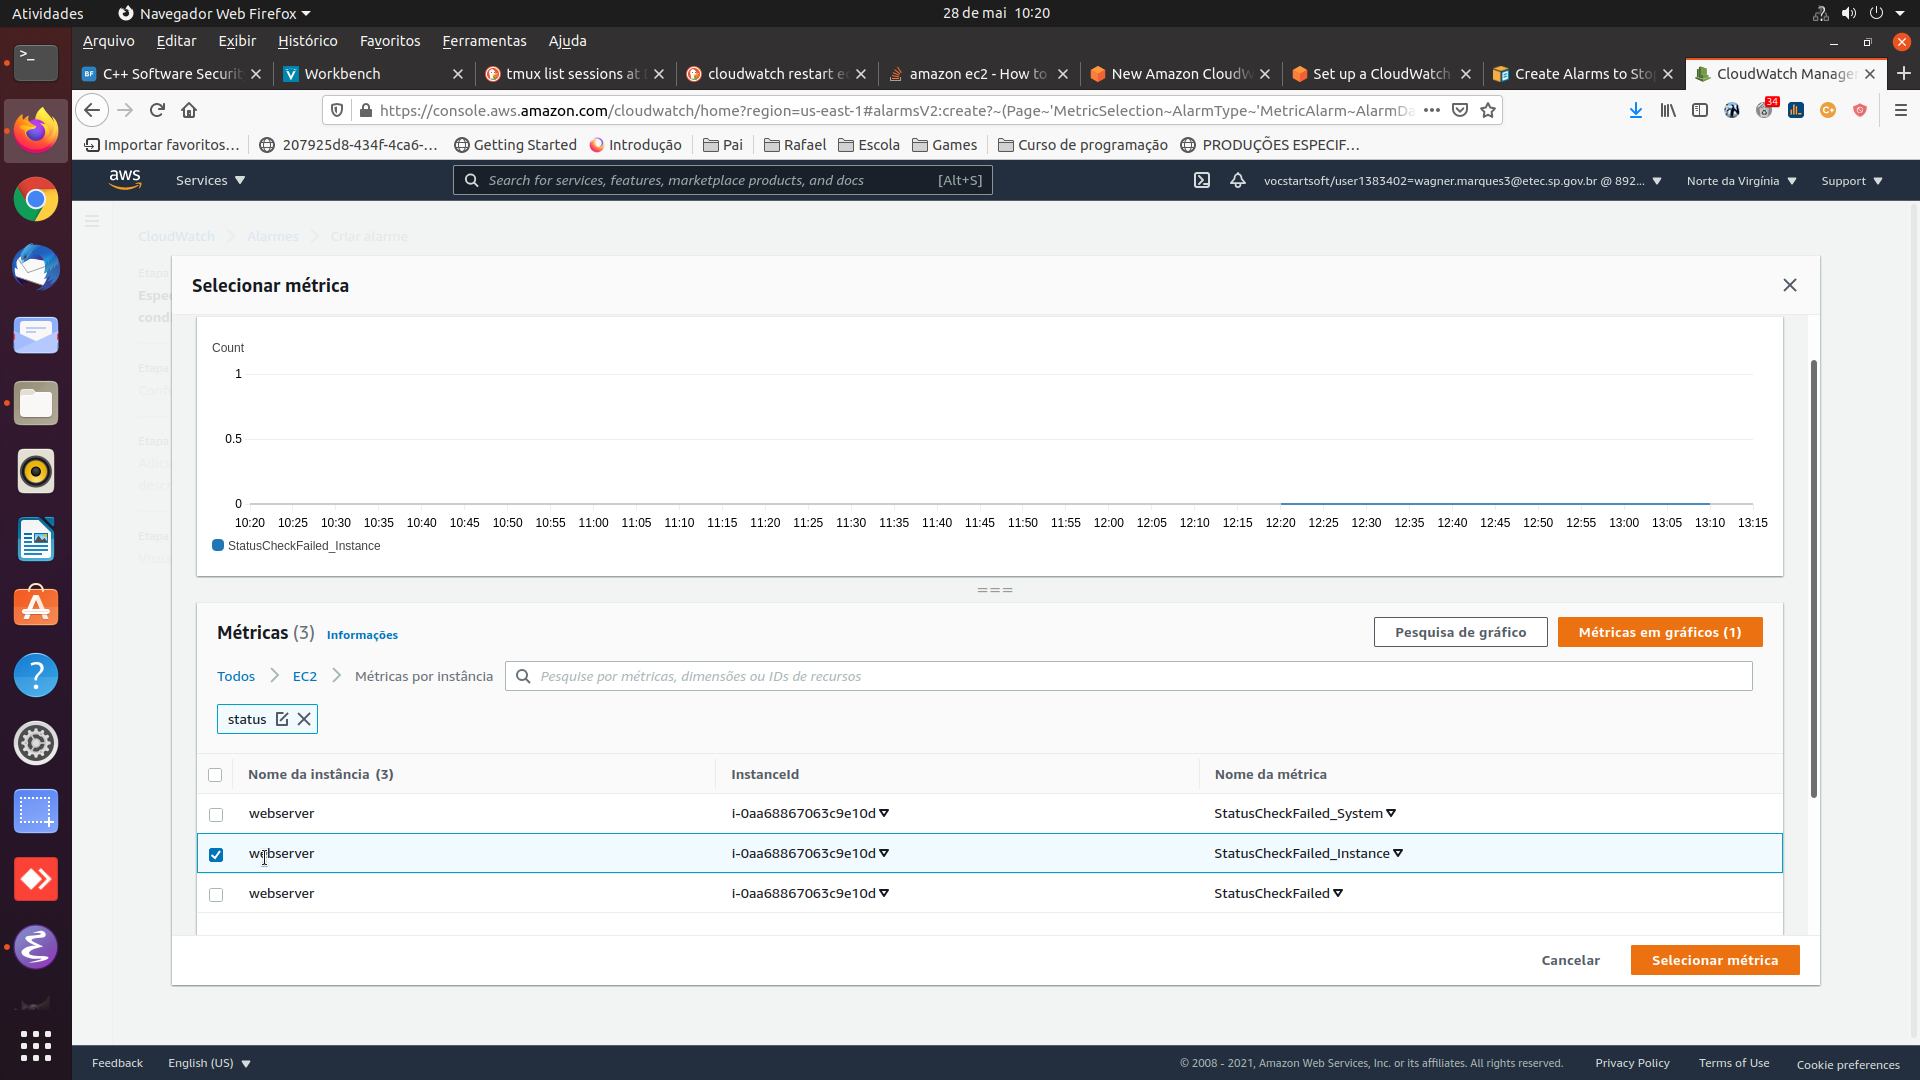 Atividades
Navegador Web Firefox
28 de mai 10:20
Arquivo Editar Exibir Histórico Favoritos Ferramentas Ajuda
C++ Software Securit
Workbench
tmux list sessions at
cloudwatch restart e
amazon ec2 - How to
New Amazon CloudW
Set up a CloudWatch
Create Alarms to Sto
CloudWatch Manager
https://console.aws.amazon.com/cloudwatch/home?region=us-east-1#alarmsV2:create?~(Page~'MetricSelection~AlarmType~'MetricAlarm~AlarmDa
34
Importar favoritos...
207925d8-434f-4ca6-...
Getting Started
Introdução
Pai
Rafael
Escola
Games
Curso de programação
PRODUÇÕES ESPECIF...
aws
Services
Search for services, features, marketplace products, and docs [Alt+S]
vocstartsoft/user1383402=wagner.marques3@etec.sp.gov.br @ 892...
Norte da Virgínia
Support
CloudWatch Alarmes Criar alarme
Etapa
Espe
cond
Etapa
Conf
Etapa
Adici
desc
Etapa
Selecionar métrica
Count
1
0.5
0
10:20 10:25 10:30 10:35 10:40 10:45 10:50 10:55 11:00 11:05 11:10 11:15 11:20 11:25 11:30 11:35 11:40 11:45 11:50 11:55 12:00 12:05 12:10 12:15 12:20 12:25 12:30 12:35 12:40 12:45 12:50 12:55 13:00 13:05 13:10 13:15
StatusCheckFailed_Instance
Métricas (3) Informações
Pesquisa de gráfico
Métricas em gráficos (1)
Todos EC2 Métricas por instância
Pesquise por métricas, dimensões ou IDs de recursos
status
Nome da instância (3) InstanceId Nome da métrica
webserver i-0aa68867063c9e10d StatusCheckFailed_System
webserver i-0aa68867063c9e10d StatusCheckFailed_Instance
webserver i-0aa68867063c9e10d StatusCheckFailed
Cancelar
Selecionar métrica
Feedback English (US)
© 2008 - 2021, Amazon Web Services, Inc. or its affiliates. All rights reserved. Privacy Policy Terms of Use Cookie preferences